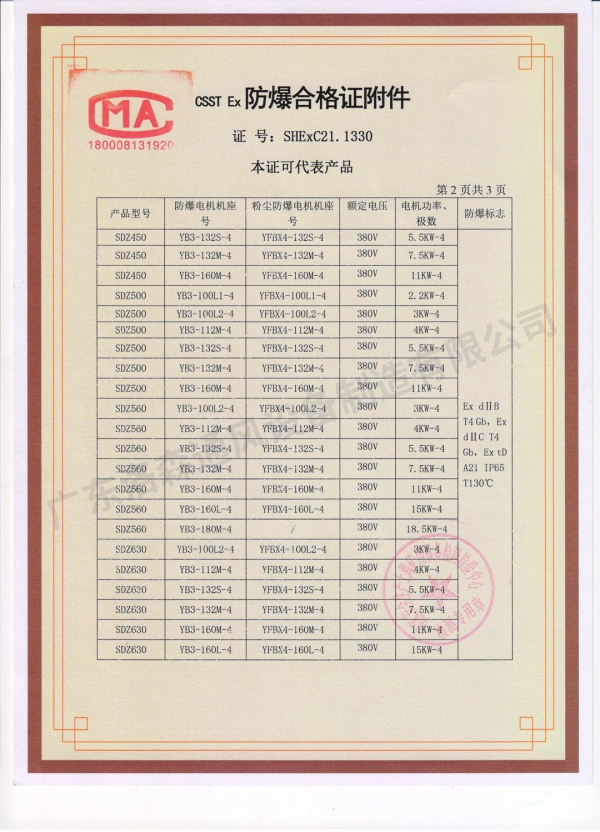 CMA
180008131920
CSST Ex 防爆合格证附件
证 号: SHExC21.1330
本证可代表产品
第 2 页共 3 页
产品型号 防爆电机机座号 粉尘防爆电机机座号 额定电压 电机功率、极数 防爆标志
SDZ450 YB3-132S-4 YFBX4-132S-4 380V 5.5KW-4
SDZ450 YB3-132M-4 YFBX4-132M-4 380V 7.5KW-4
SDZ450 YB3-160M-4 YFBX4-160M-4 380V 11KW-4
SDZ500 YB3-100L1-4 YFBX4-100L1-4 380V 2.2KW-4
SDZ500 YB3-100L2-4 YFBX4-100L2-4 380V 3KW-4
SDZ500 YB3-112M-4 YFBX4-112M-4 380V 4KW-4
SDZ500 YB3-132S-4 YFBX4-132S-4 380V 5.5KW-4
SDZ500 YB3-132M-4 YFBX4-132M-4 380V 7.5KW-4
SDZ500 YB3-160M-4 YFBX4-160M-4 380V 11KW-4
SDZ560 YB3-100L2-4 YFBX4-100L2-4 380V 3KW-4
SDZ560 YB3-112M-4 YFBX4-112M-4 380V 4KW-4
SDZ560 YB3-132S-4 YFBX4-132S-4 380V 5.5KW-4
SDZ560 YB3-132M-4 YFBX4-132M-4 380V 7.5KW-4
SDZ560 YB3-160M-4 YFBX4-160M-4 380V 11KW-4
SDZ560 YB3-160L-4 YFBX4-160L-4 380V 15KW-4
SDZ560 YB3-180M-4 / 380V 18.5KW-4
SDZ630 YB3-100L2-4 YFBX4-100L2-4 380V 3KW-4
SDZ630 YB3-112M-4 YFBX4-112M-4 380V 4KW-4
SDZ630 YB3-132S-4 YFBX4-132S-4 380V 5.5KW-4
SDZ630 YB3-132M-4 YFBX4-132M-4 380V 7.5KW-4
SDZ630 YB3-160M-4 YFBX4-160M-4 380V 11KW-4
SDZ630 YB3-160L-4 YFBX4-160L-4 380V 15KW-4
Ex dⅡB
T4 Gb, Ex
dⅡC T4
Gb, Ex tD
A21 IP65
T130℃
通风设备制造有限公司